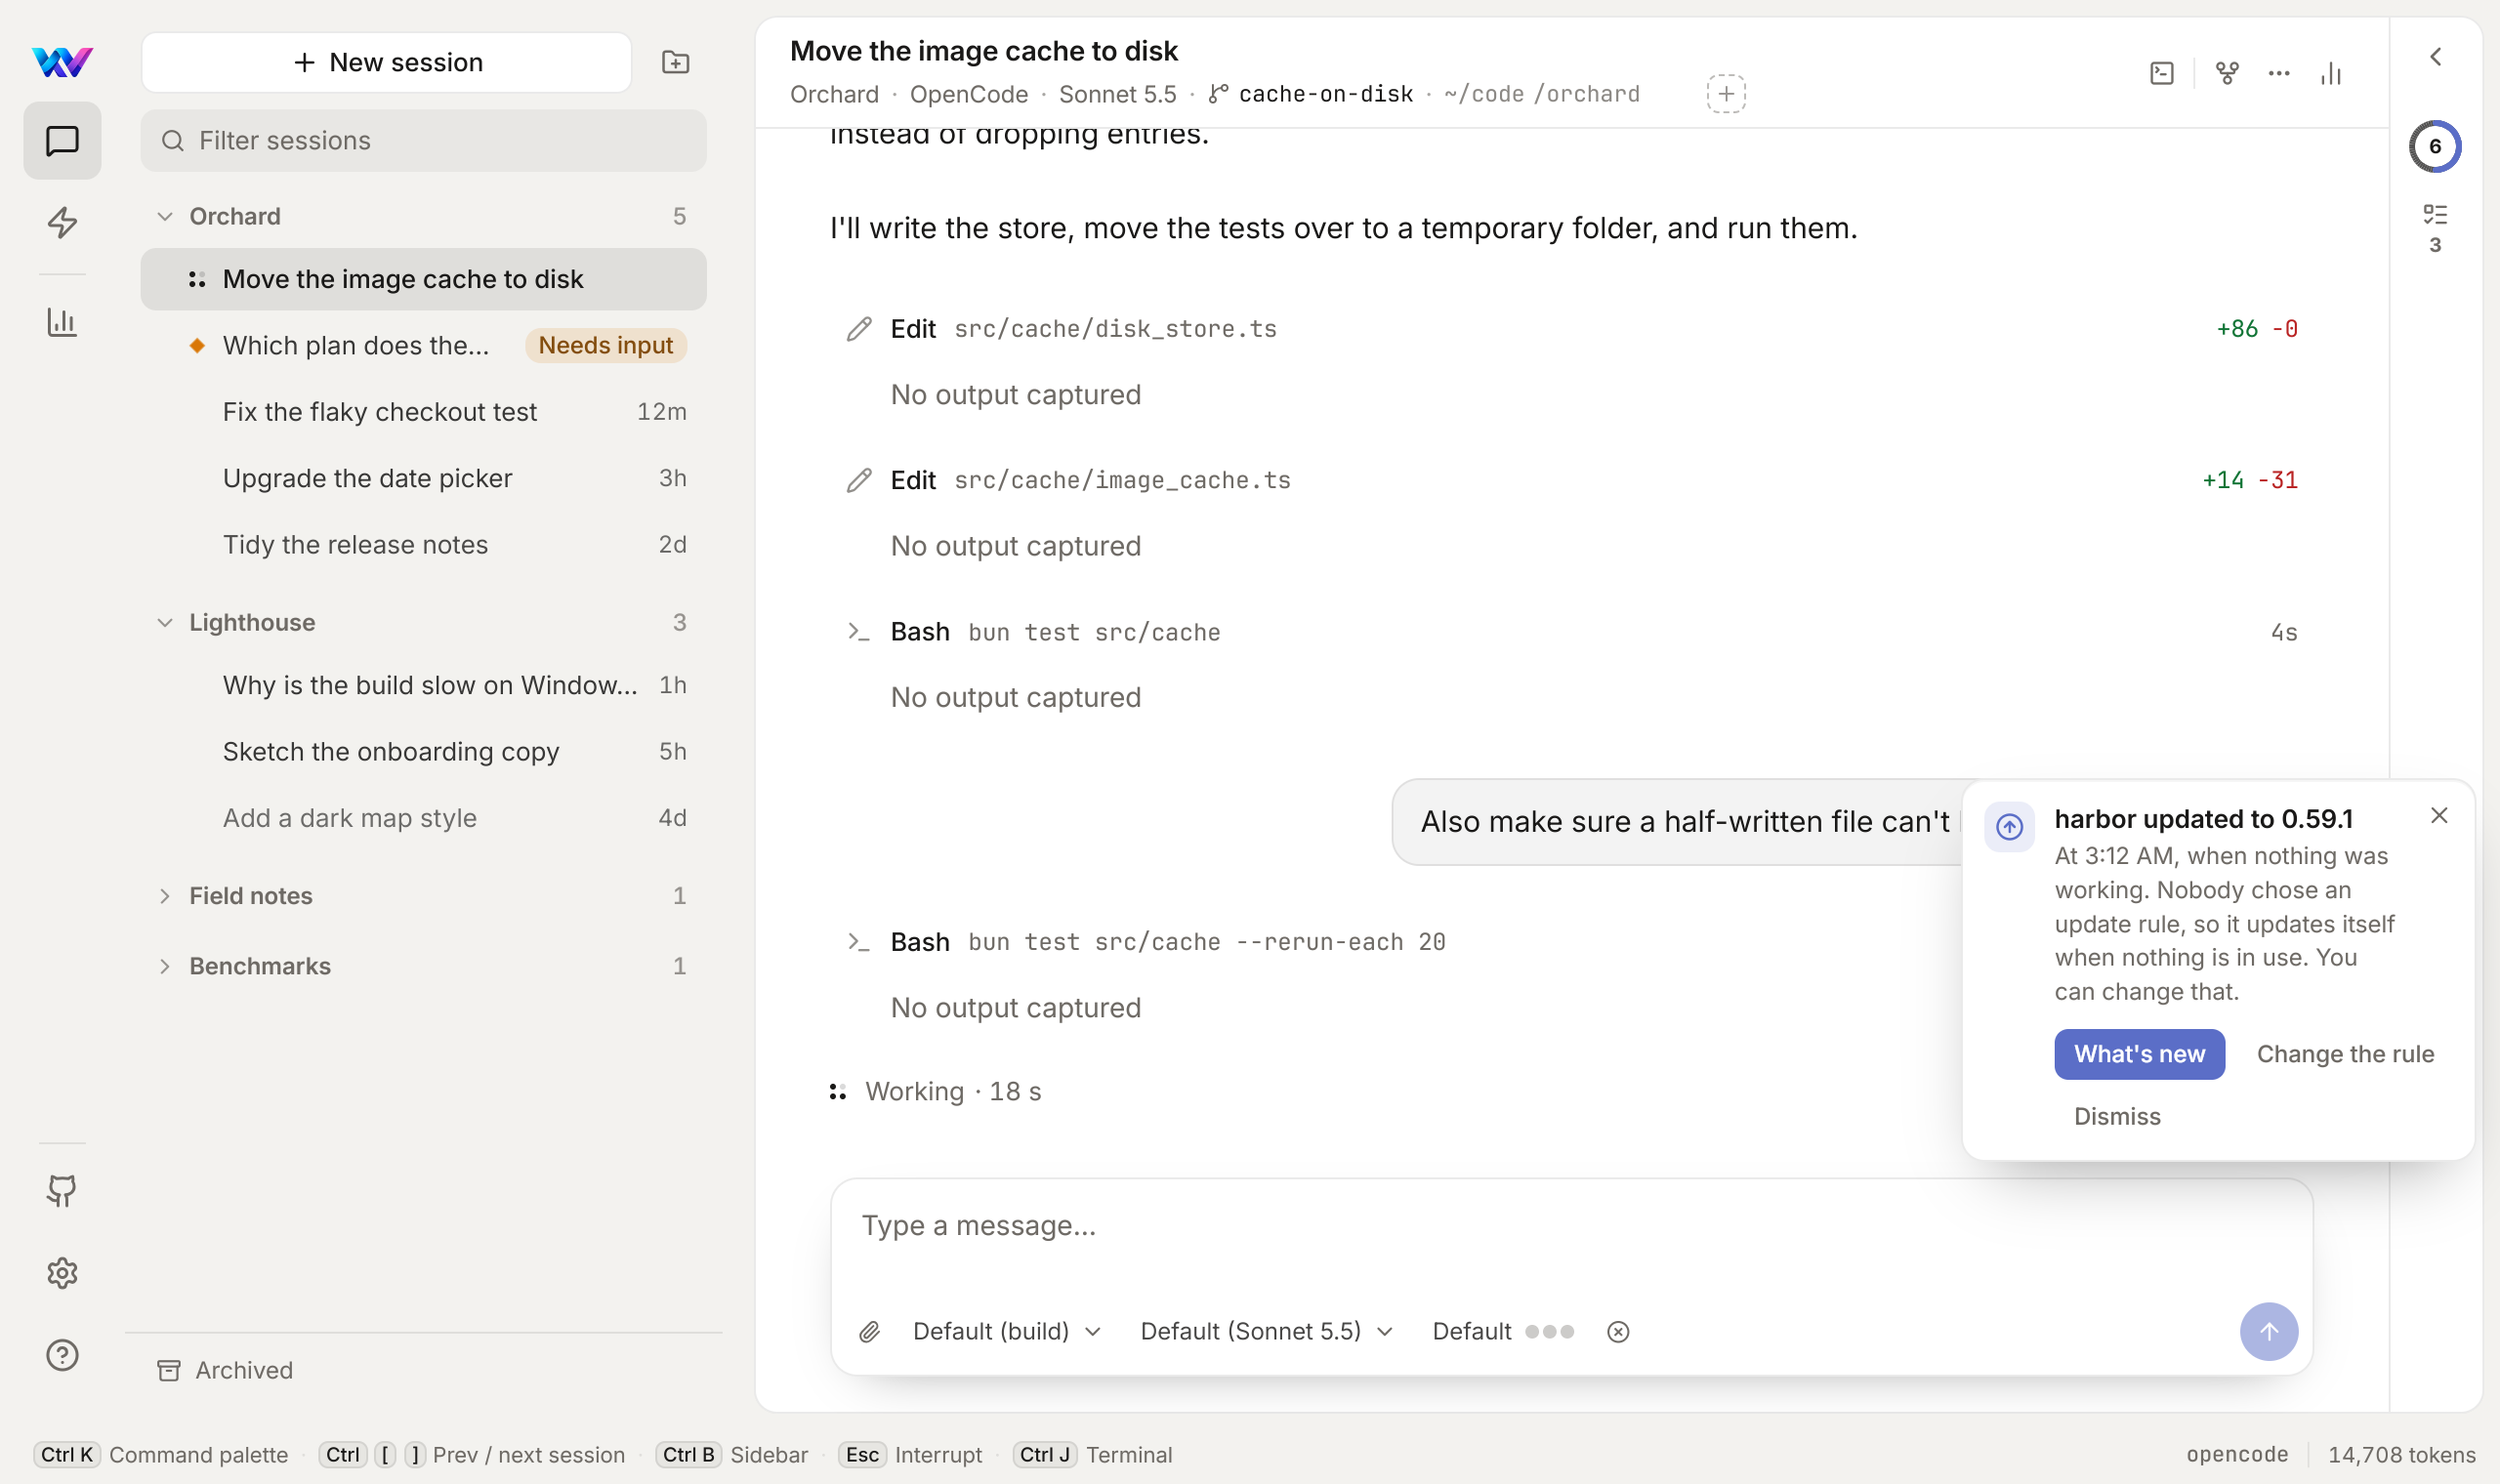 New session
Filter sessions
Orchard 5
Move the image cache to disk
Which plan does the... Needs input
Fix the flaky checkout test 12m
Upgrade the date picker 3h
Tidy the release notes 2d
Lighthouse 3
Why is the build slow on Window... 1h
Sketch the onboarding copy 5h
Add a dark map style 4d
Field notes 1
Benchmarks 1
Archived
Move the image cache to disk
Orchard · OpenCode · Sonnet 5.5 · cache-on-disk · ~/code /orchard
instead of dropping entries.
I'll write the store, move the tests over to a temporary folder, and run them.
Edit src/cache/disk_store.ts +86 -0
No output captured
Edit src/cache/image_cache.ts +14 -31
No output captured
Bash bun test src/cache 4s
No output captured
Also make sure a half-written file can't
Bash bun test src/cache --rerun-each 20
No output captured
Working · 18 s
6
3
harbor updated to 0.59.1
At 3:12 AM, when nothing was
working. Nobody chose an
update rule, so it updates itself
when nothing is in use. You
can change that.
What's new Change the rule
Dismiss
Type a message...
Default (build) Default (Sonnet 5.5) Default
Ctrl K Command palette · Ctrl [ ] Prev / next session · Ctrl B Sidebar · Esc Interrupt · Ctrl J Terminal
opencode 14,708 tokens